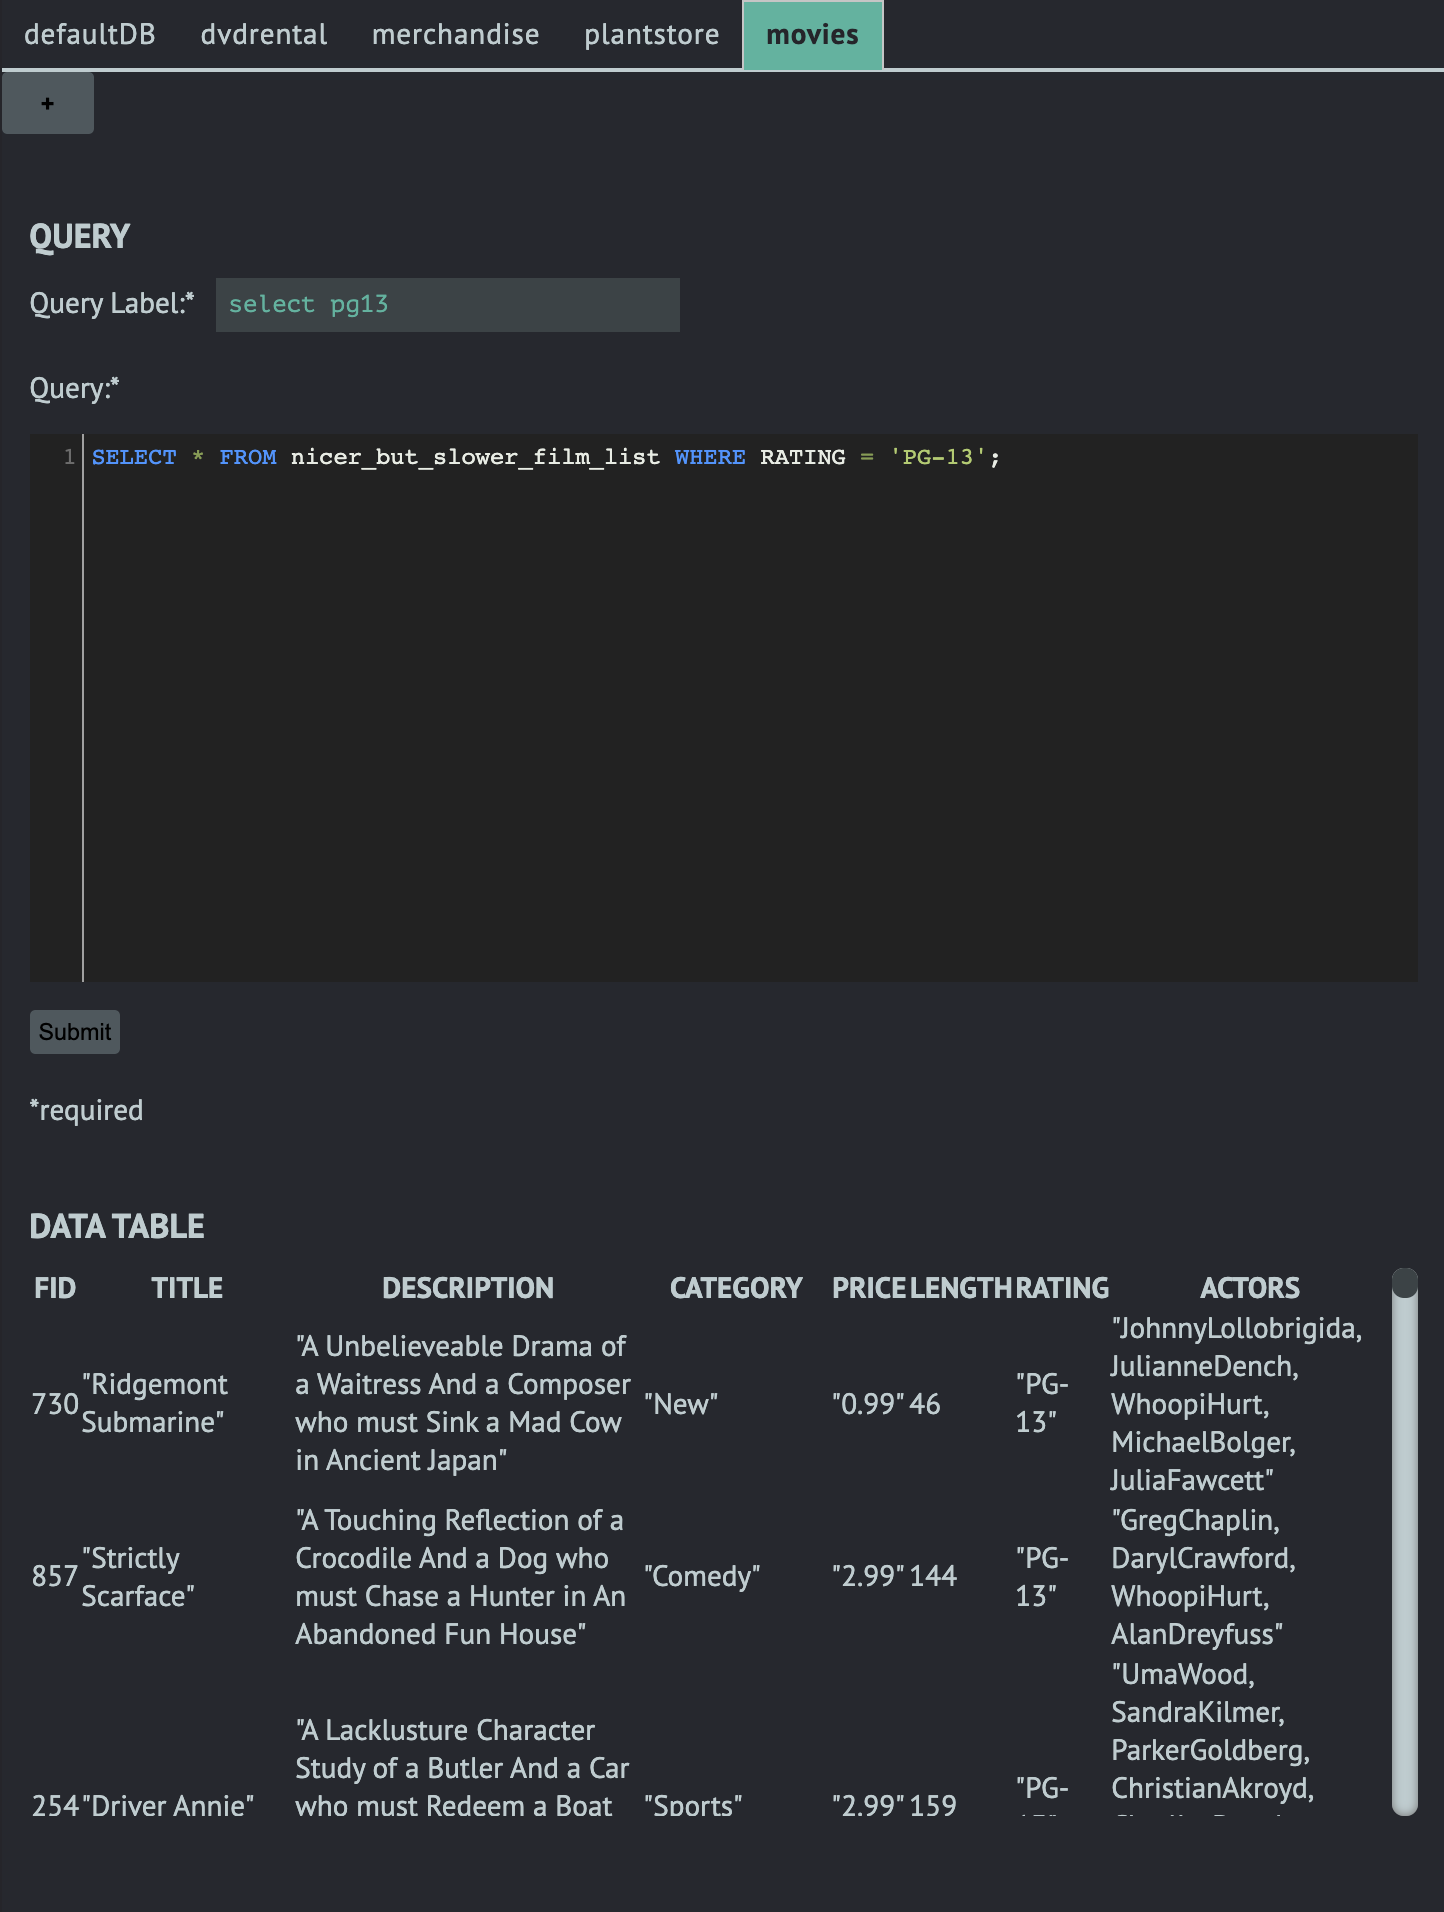 defaultDB dvdrental merchandise plantstore movies
+
QUERY
Query Label:* select pg13
Query:*
1 SELECT * FROM nicer_but_slower_film_list WHERE RATING = 'PG-13';
Submit
*required
DATA TABLE
FID TITLE DESCRIPTION CATEGORY PRICE LENGTH RATING ACTORS
730 "Ridgemont
Submarine"
"A Unbelieveable Drama of
a Waitress And a Composer
who must Sink a Mad Cow
in Ancient Japan"
"New"
"0.99" 46
"PG-
13"
"JohnnyLollobrigida,
JulianneDench,
WhoopiHurt,
MichaelBolger,
JuliaFawcett"
857 "Strictly
Scarface"
"A Touching Reflection of a
Crocodile And a Dog who
must Chase a Hunter in An
Abandoned Fun House"
"Comedy"
"2.99" 144
"PG-
13"
"GregChaplin,
DarylCrawford,
WhoopiHurt,
AlanDreyfuss"
254 "Driver Annie"
"A Lacklusture Character
Study of a Butler And a Car
who must Redeem a Boat
"Sports"
"2.99" 159
"PG-
"UmaWood,
SandraKilmer,
ParkerGoldberg,
ChristianAkroyd,